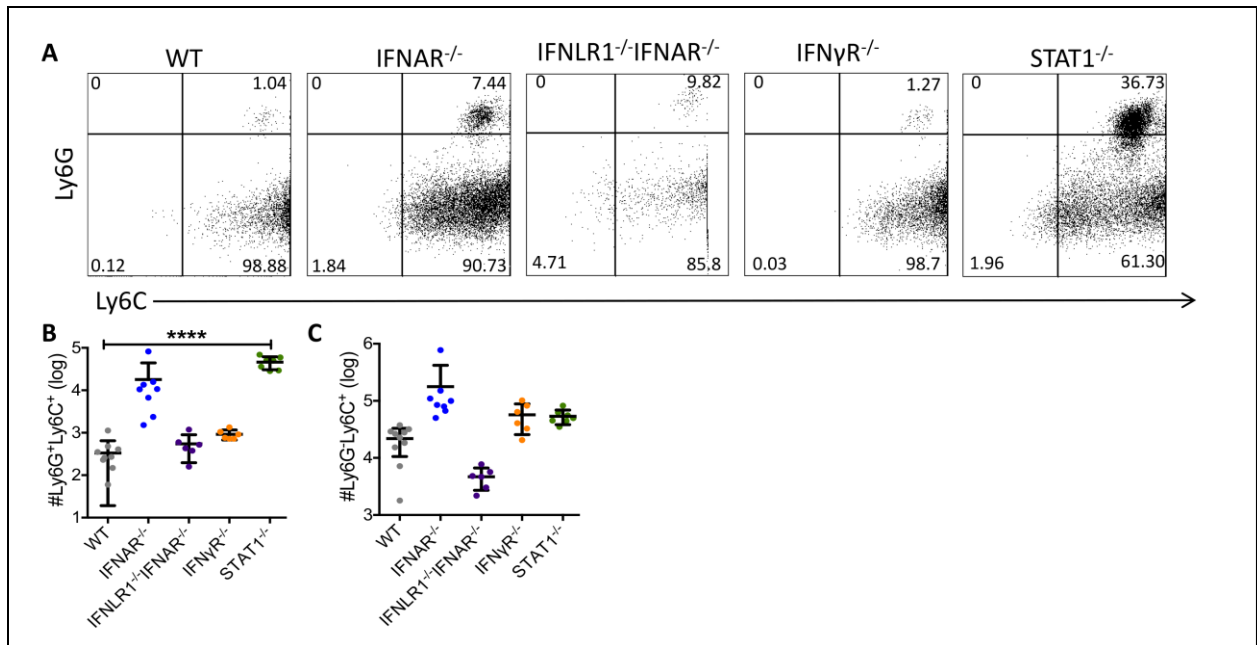 A
WT
IFNAR-/-
IFNLR1-/-IFNAR-/-
IFNγR-/-
STAT1-/-
0 1.04
0 7.44
0 9.82
0 1.27
0 36.73
Ly6G
0.12 98.88
1.84 90.73
4.71 85.8
0.03 98.7
1.96 61.30
Ly6C
B
****
#Ly6G+Ly6C+ (log)
5
4
3
2
1
WT
IFNAR-/-
IFNLR1-/-IFNAR-/-
IFNγR-/-
STAT1-/-
C
#Ly6G-Ly6C+ (log)
6
5
4
3
WT
IFNAR-/-
IFNLR1-/-IFNAR-/-
IFNγR-/-
STAT1-/-